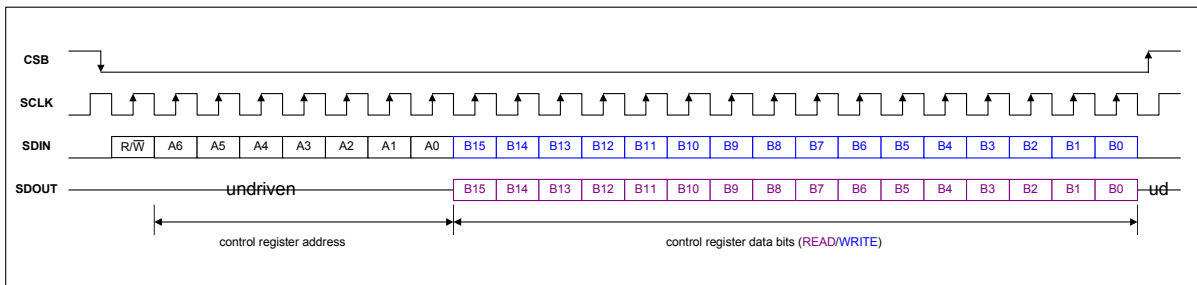 CSB
SCLK
SDIN R/W̅ A6 A5 A4 A3 A2 A1 A0 B15 B14 B13 B12 B11 B10 B9 B8 B7 B6 B5 B4 B3 B2 B1 B0
SDOUT undriven B15 B14 B13 B12 B11 B10 B9 B8 B7 B6 B5 B4 B3 B2 B1 B0 ud
control register address control register data bits (READ/WRITE)